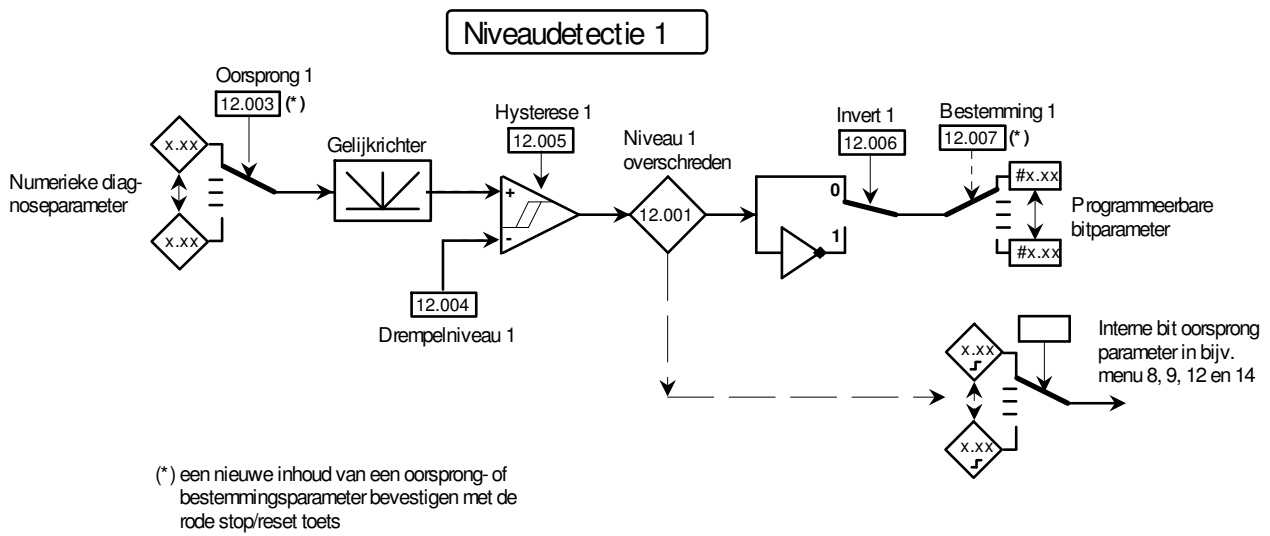 Niveaudetectie 1
Oorsprong 1
12.003 (*)
x.xx
x.xx
Numerieke diag-
noseparameter
Gelijkrichter
Hysterese 1
12.005
+
-
12.004
Drempelniveau 1
Niveau 1
overschreden
12.001
Invert 1
12.006
0
1
Bestemming 1
12.007 (*)
#x.xx
#x.xx
Programmeerbare
bitparameter
x.xx
x.xx
Interne bit oorsprong
parameter in bijv.
menu 8, 9, 12 en 14
(*) een nieuwe inhoud van een oorsprong- of
bestemmingsparameter bevestigen met de
rode stop/reset toets